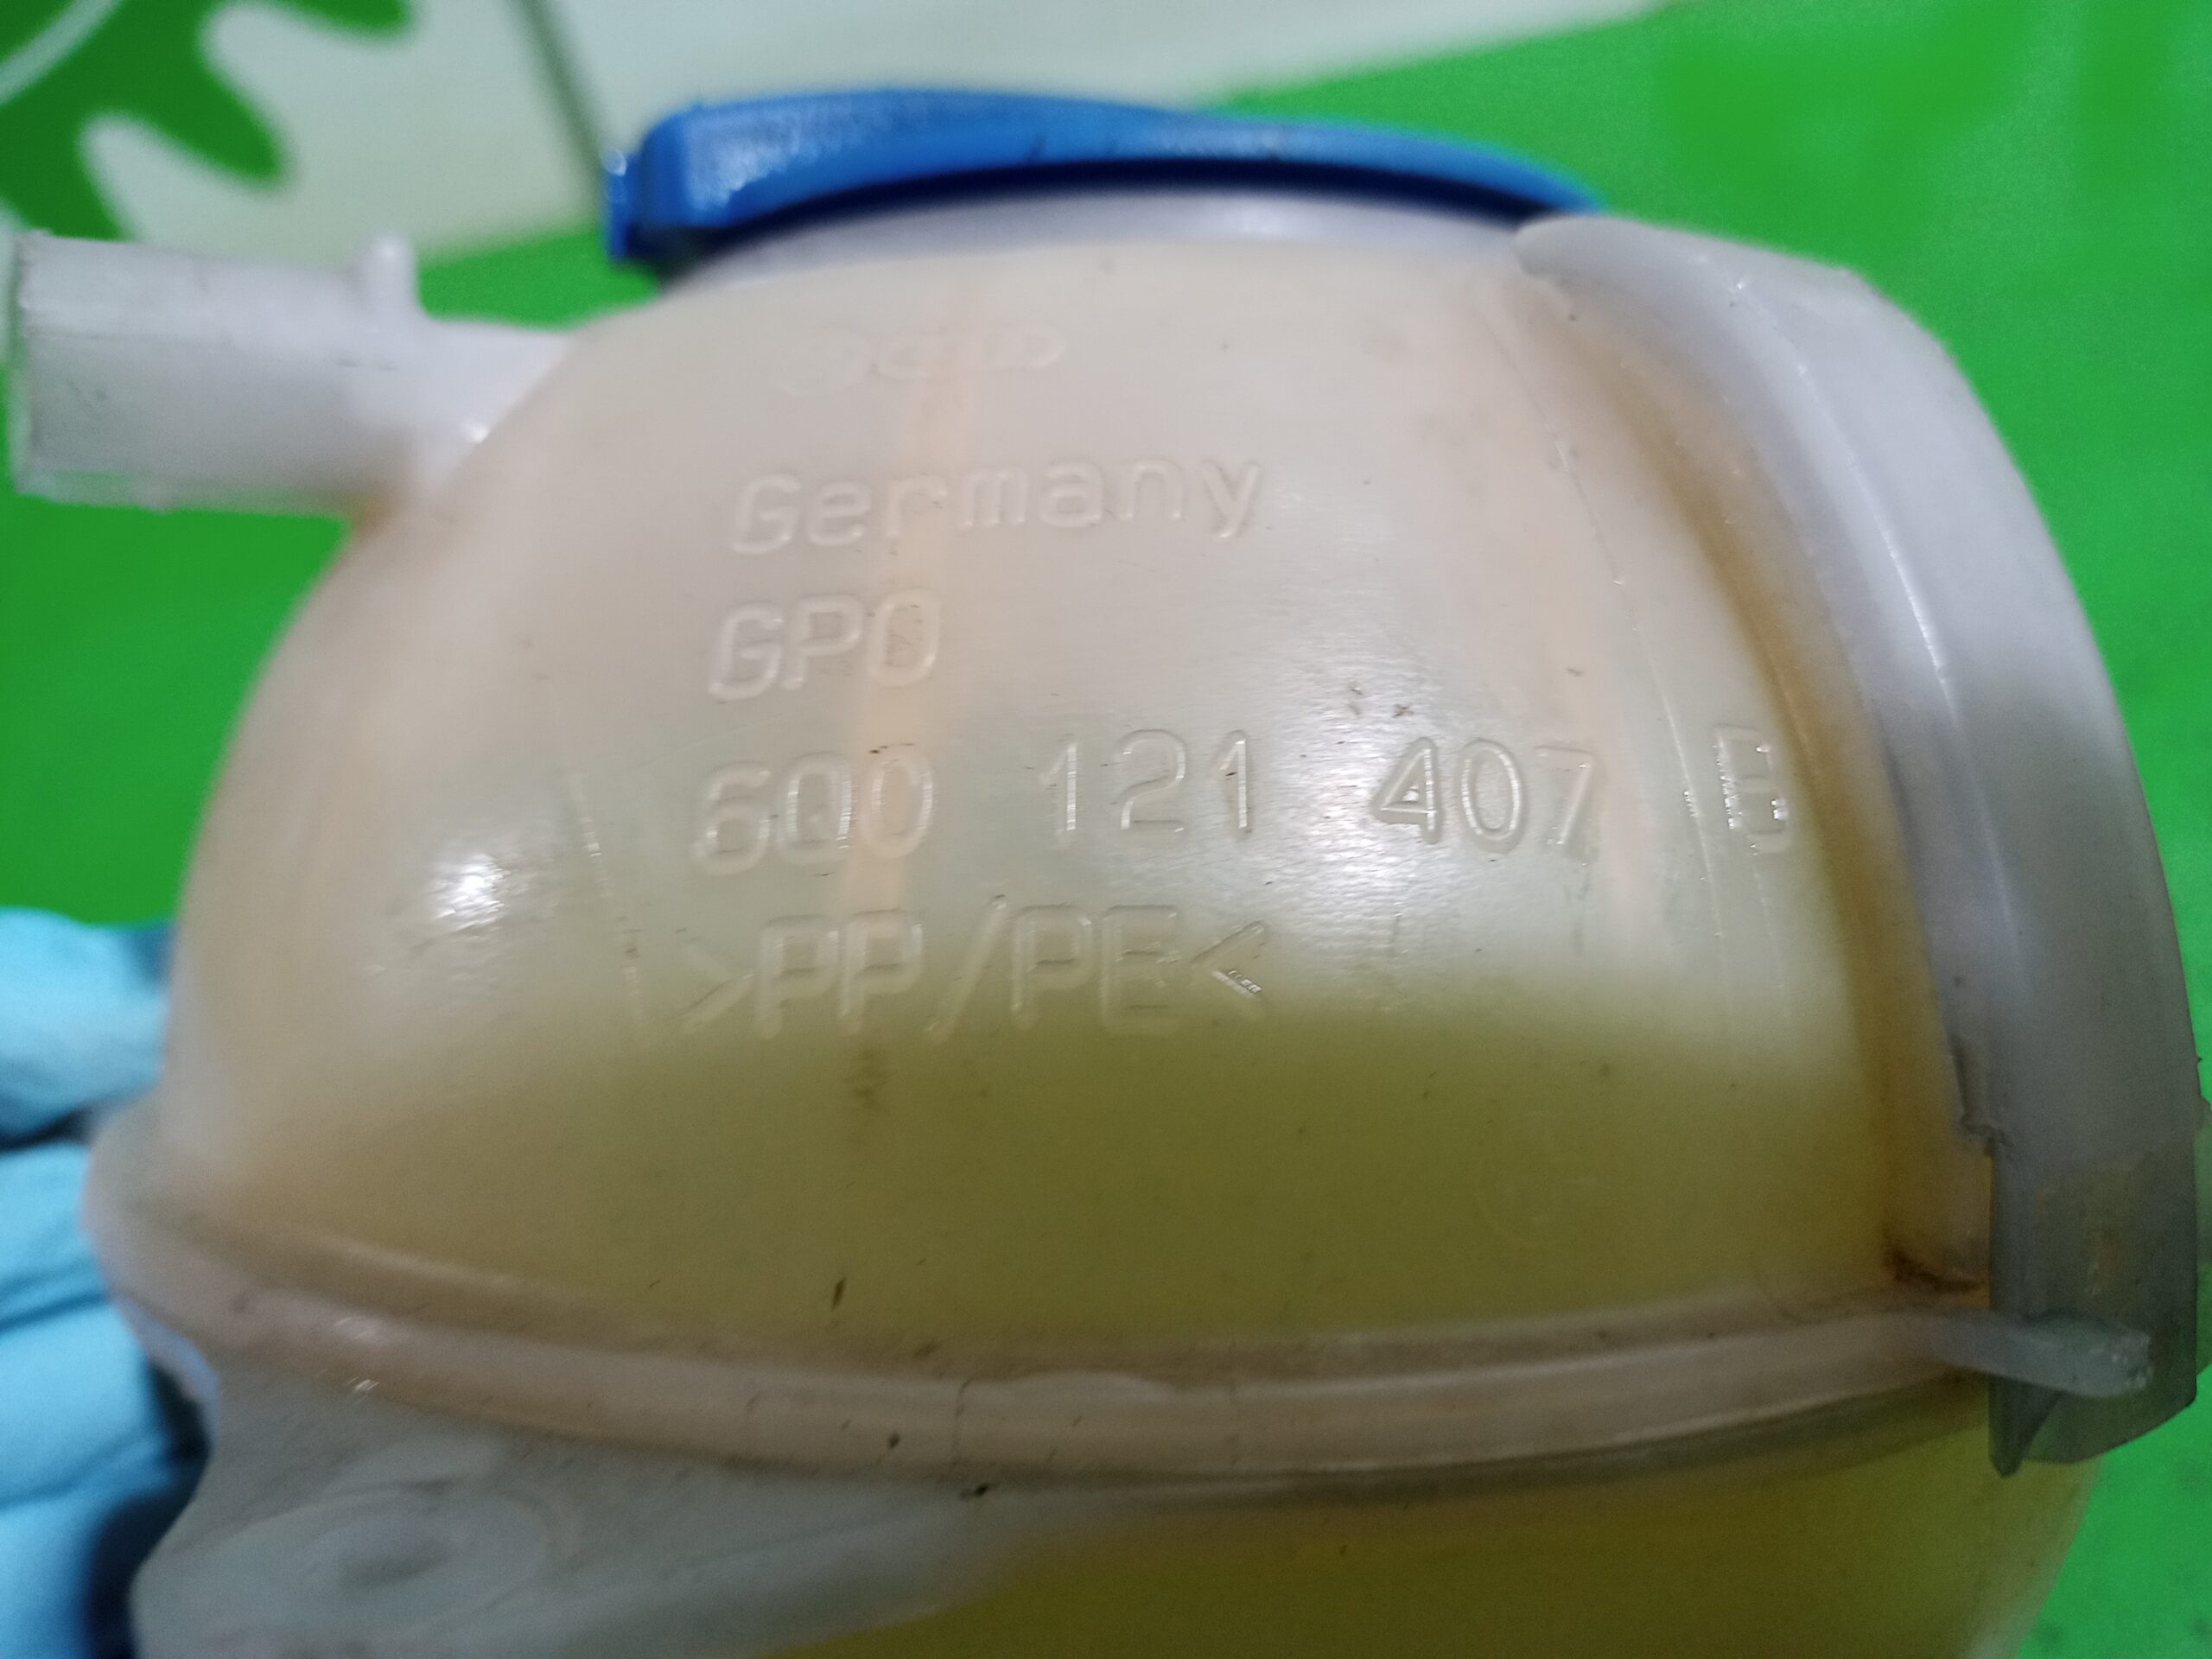 Germany
GPO
6Q0 121 407 B
>PP/PE<